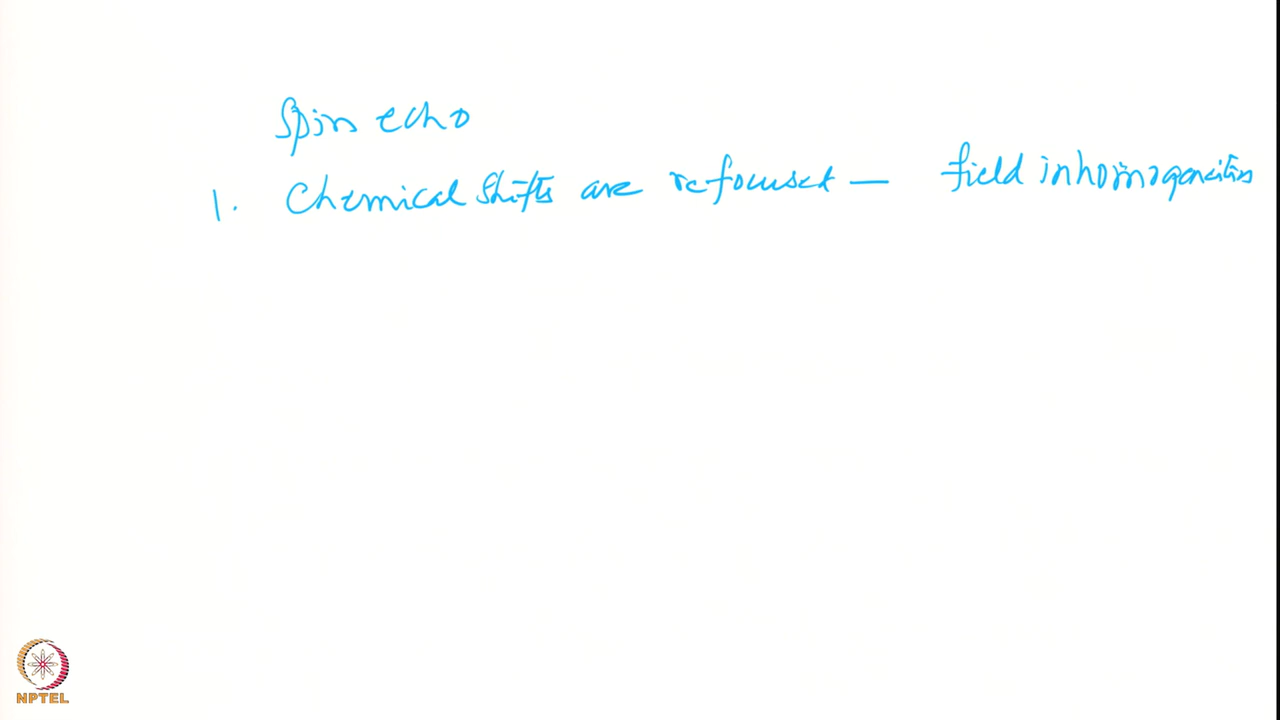 Spin echo
1. Chemical Shifts are refocused — field inhomogeneities
NPTEL